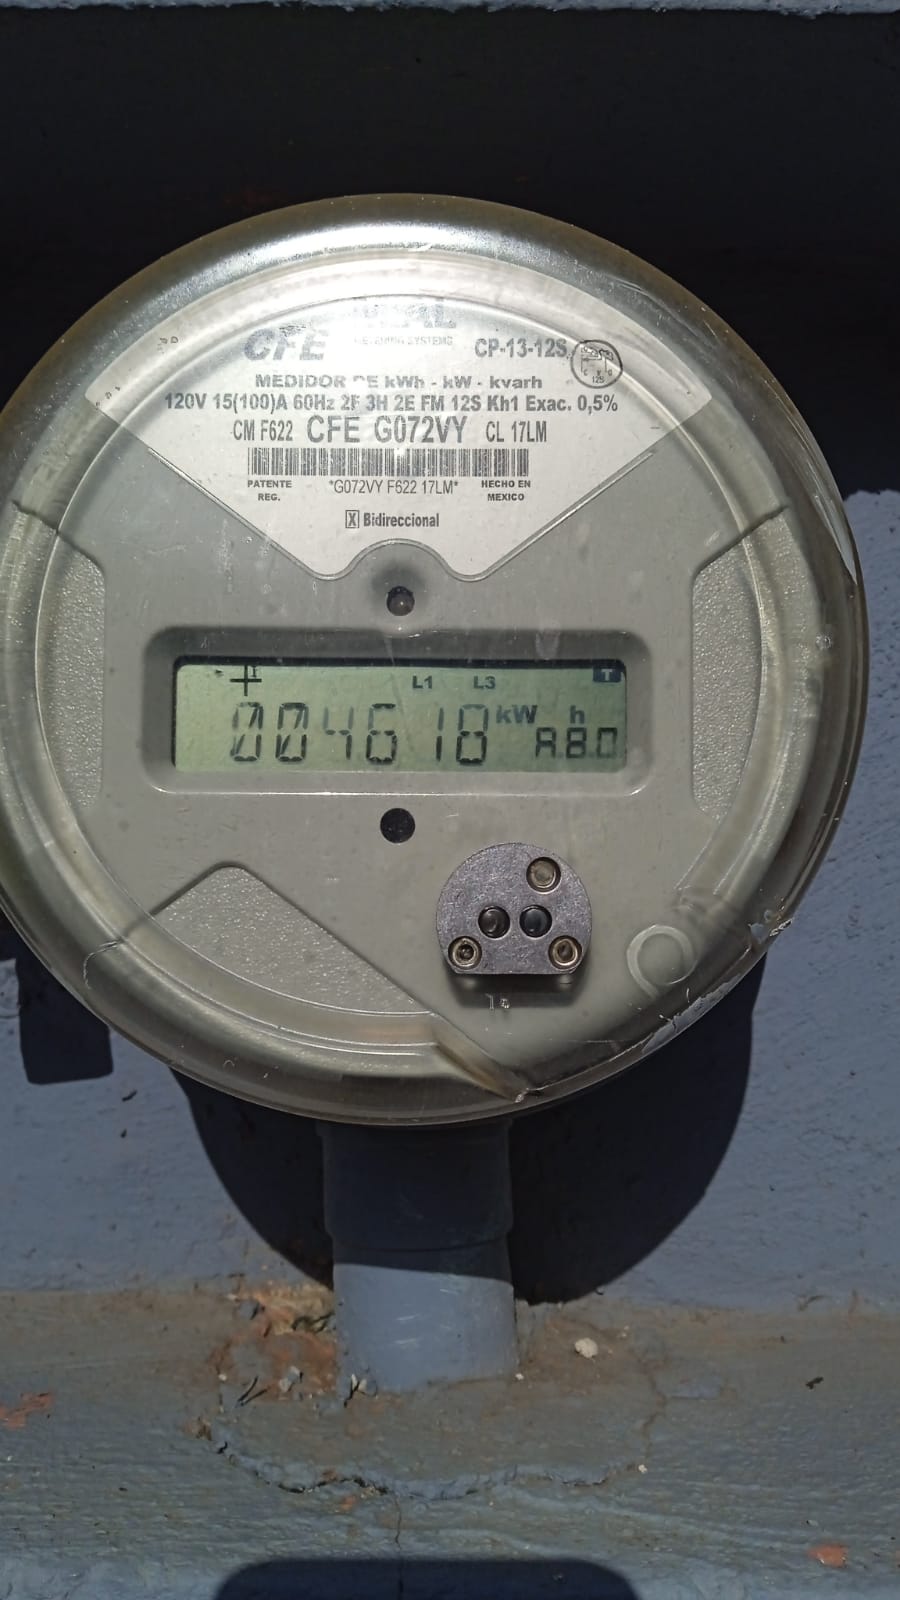 CFE
CP-13-12S
12S
MEDIDOR DE kWh - kW - kvarh
120V 15(100)A 60Hz 2F 3H 2E FM 12S Kh1 Exac. 0,5%
CM F622 CFE G072VY CL 17LM
PATENTE REG. *G072VY F622 17LM* HECHO EN MEXICO
X Bidireccional
L1 L3 T
004618 kW h A.8.0